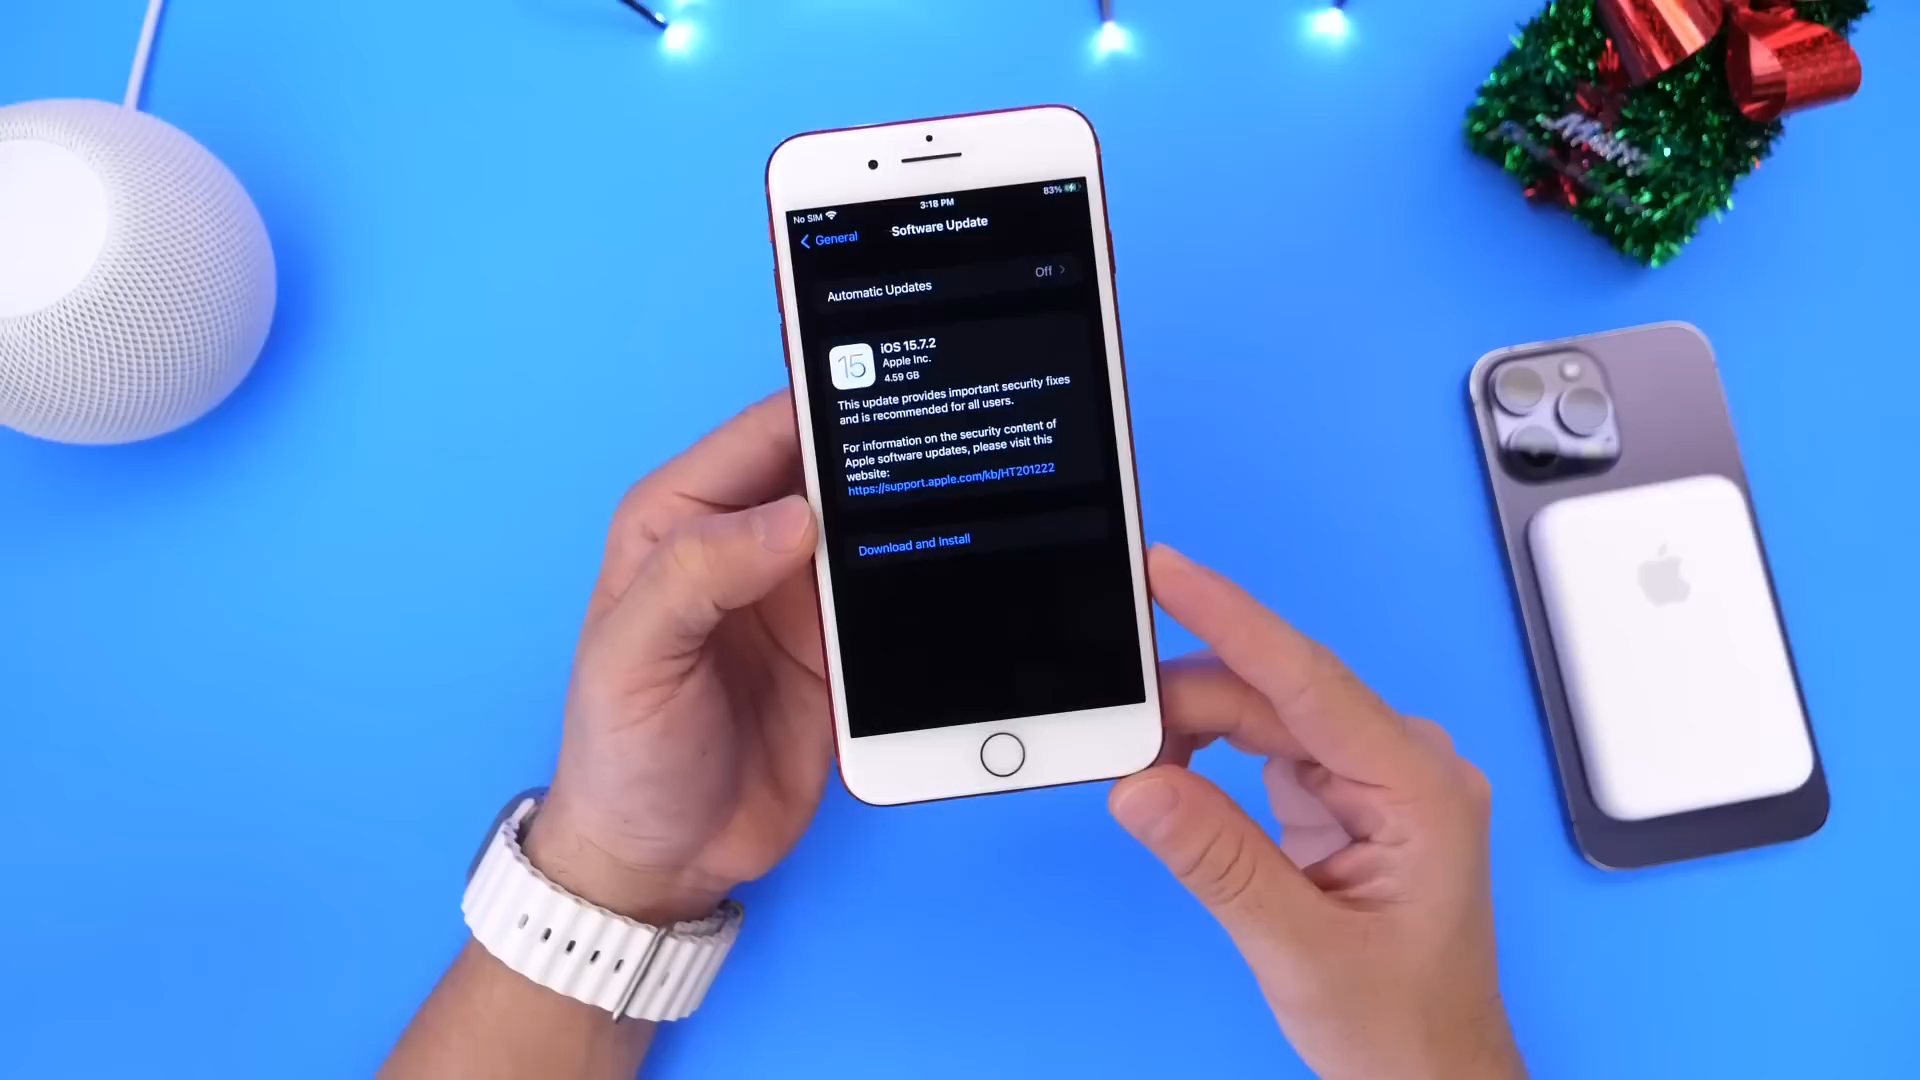 No SIM
3:18 PM
83%
General
Software Update
Automatic Updates
Off
15
iOS 15.7.2
Apple Inc.
4.59 GB
This update provides important security fixes
and is recommended for all users.
For information on the security content of
Apple software updates, please visit this
website:
https://support.apple.com/kb/HT201222
Download and Install